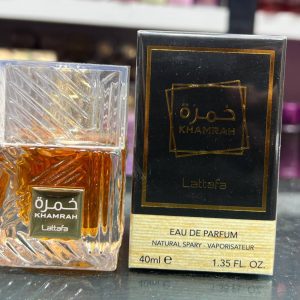 خمرة
KHAMRAH
Lattafa
خمرة
KHAMRAH
Lattafa
EAU DE PARFUM
NATURAL SPARY - VAPORISATEUR
40ml e 1.35 FL. OZ.